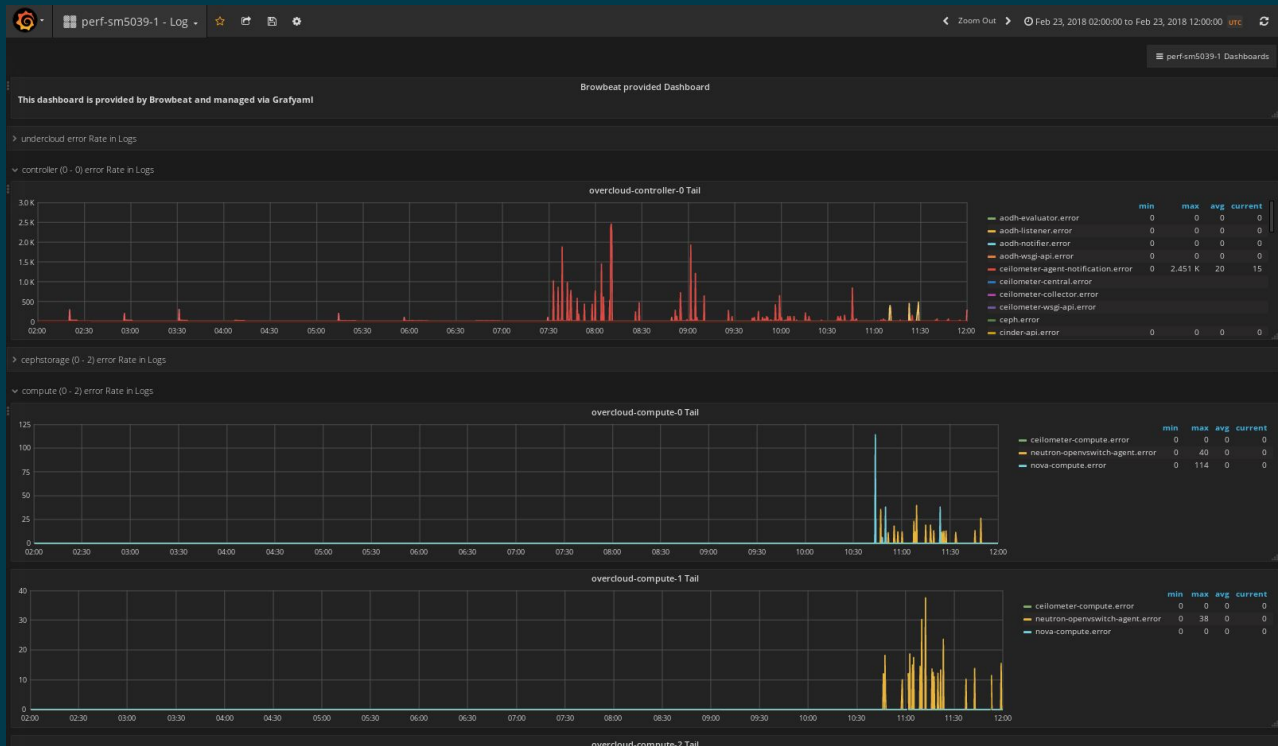 perf-sm5039-1 - Log
Zoom Out
Feb 23, 2018 02:00:00 to Feb 23, 2018 12:00:00 UTC
perf-sm5039-1 Dashboards
Browbeat provided Dashboard
This dashboard is provided by Browbeat and managed via Grafyaml
undercloud error Rate in Logs
controller (0 - 0) error Rate in Logs
overcloud-controller-0 Tail
min max avg current
aodh-evaluator.error 0 0 0 0
aodh-listener.error 0 0 0 0
aodh-notifier.error 0 0 0 0
aodh-wsgi-api.error 0 0 0 0
ceilometer-agent-notification.error 0 2.451 K 20 15
ceilometer-central.error
ceilometer-collector.error
ceilometer-wsgi-api.error
ceph.error
cinder-api.error 0 0 0 0
3.0 K
2.5 K
2.0 K
1.5 K
1.0 K
500
0
02:00 02:30 03:00 03:30 04:00 04:30 05:00 05:30 06:00 06:30 07:00 07:30 08:00 08:30 09:00 09:30 10:00 10:30 11:00 11:30 12:00
cephstorage (0 - 2) error Rate in Logs
compute (0 - 2) error Rate in Logs
overcloud-compute-0 Tail
min max avg current
ceilometer-compute.error 0 0 0 0
neutron-openvswitch-agent.error 0 40 0 0
nova-compute.error 0 114 0 0
125
100
75
50
25
0
02:00 02:30 03:00 03:30 04:00 04:30 05:00 05:30 06:00 06:30 07:00 07:30 08:00 08:30 09:00 09:30 10:00 10:30 11:00 11:30 12:00
overcloud-compute-1 Tail
min max avg current
ceilometer-compute.error 0 0 0 0
neutron-openvswitch-agent.error 0 38 0 0
nova-compute.error 0 0 0 0
40
30
20
10
0
02:00 02:30 03:00 03:30 04:00 04:30 05:00 05:30 06:00 06:30 07:00 07:30 08:00 08:30 09:00 09:30 10:00 10:30 11:00 11:30 12:00
overcloud-compute-2 Tail